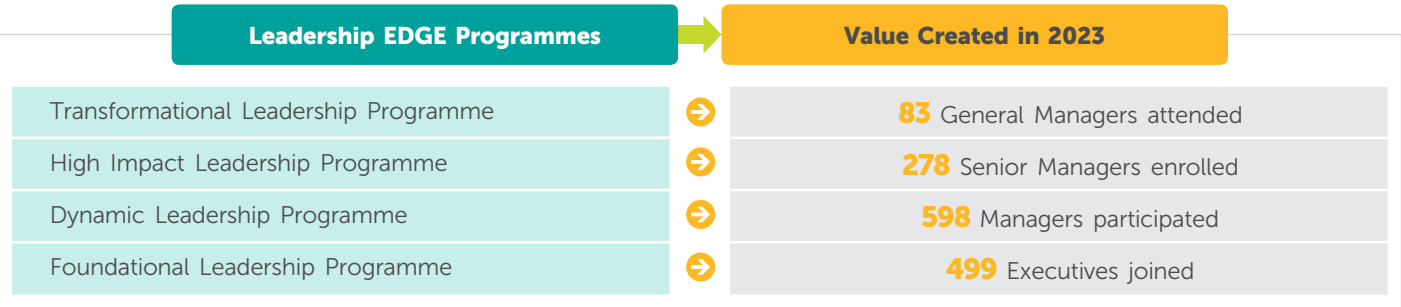 Leadership EDGE Programmes
Value Created in 2023
Transformational Leadership Programme
83 General Managers attended
High Impact Leadership Programme
278 Senior Managers enrolled
Dynamic Leadership Programme
598 Managers participated
Foundational Leadership Programme
499 Executives joined